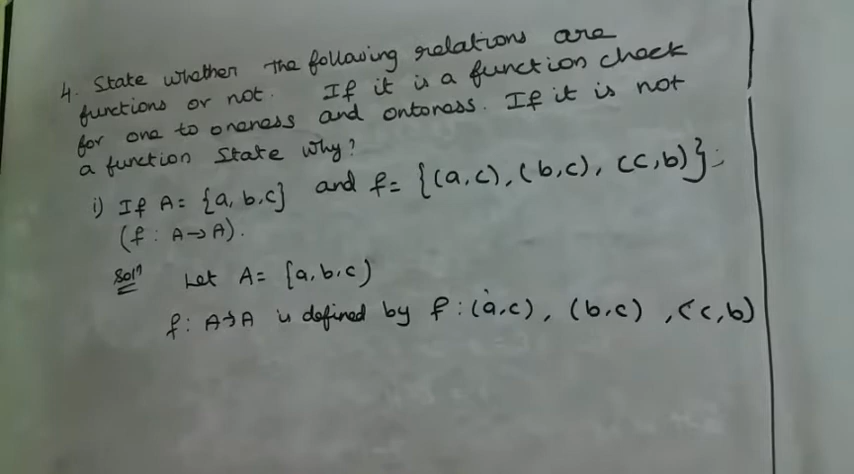 4. State whether the following relations are
functions or not. If it is a function check
for one to oneness and ontoness. If it is not
a function State why?
i) If A = {a, b, c} and f = {(a, c), (b, c), (c, b)};
(f : A → A).
Solⁿ Let A = {a, b, c)
f : A → A is defined by f : (a, c), (b, c), (c, b)